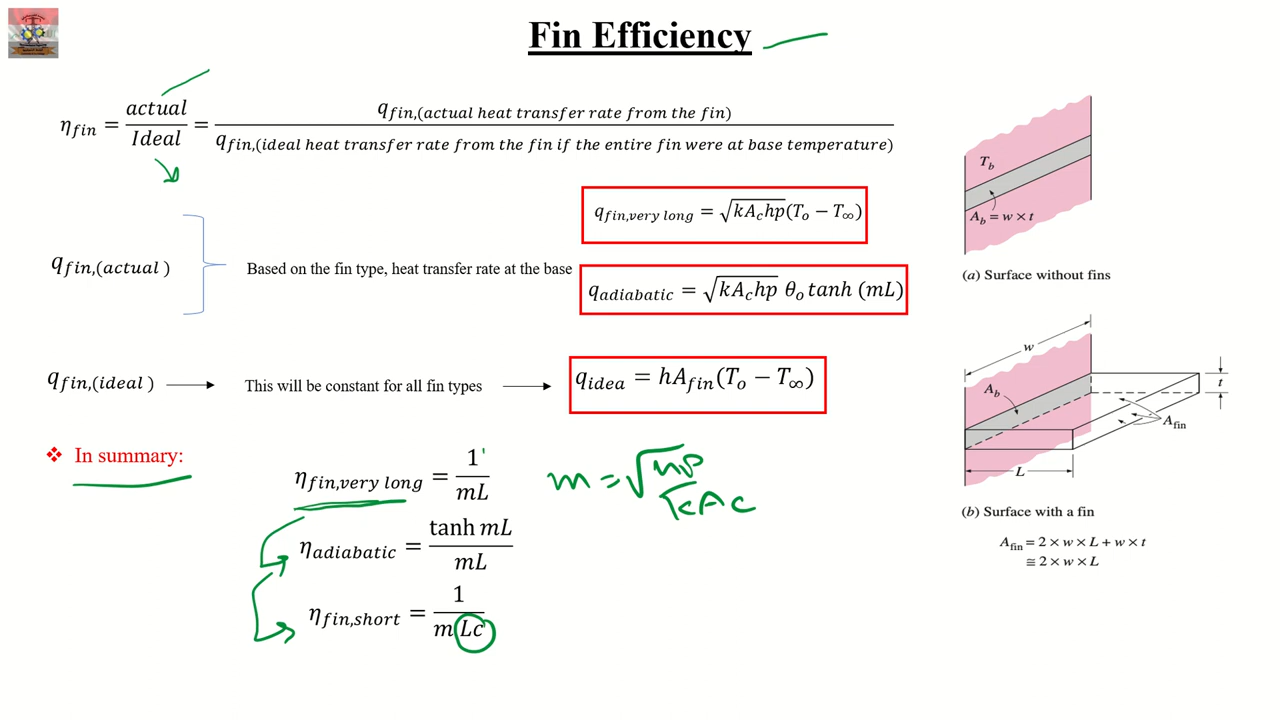 Fin Efficiency
η_fin = actual / Ideal = q_fin,(actual heat transfer rate from the fin) / q_fin,(ideal heat transfer rate from the fin if the entire fin were at base temperature)
q_fin,(actual)
Based on the fin type, heat transfer rate at the base
q_fin,very long = √(kA_c hp) (T_o − T_∞)
q_adiabatic = √(kA_c hp) θ_o tanh (mL)
q_fin,(ideal)
This will be constant for all fin types
q_idea = hA_fin(T_o − T_∞)
❖ In summary:
η_fin,very long = 1 / mL
m = √(hp / kAc)
η_adiabatic = tanh mL / mL
η_fin,short = 1 / m Lc
T_b
A_b = w × t
(a) Surface without fins
w
A_b
t
A_fin
L
(b) Surface with a fin
A_fin = 2 × w × L + w × t
≅ 2 × w × L